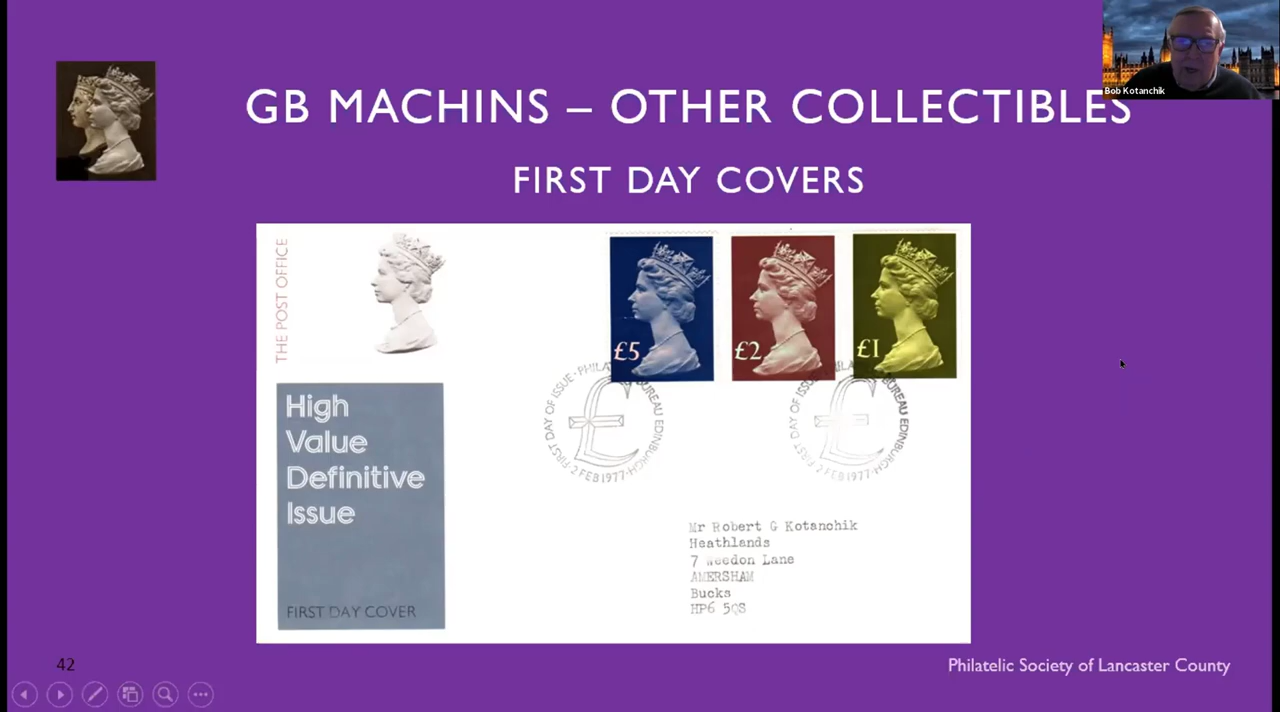 GB MACHINS – OTHER COLLECTIBLES
Bob Kotanchik
FIRST DAY COVERS
THE POST OFFICE
£5
£2
£1
High
Value
Definitive
Issue
FIRST DAY COVER
FIRST DAY OF ISSUE · PHILATELIC BUREAU EDINBURGH · 2 FEB 1977 ·
FIRST DAY OF ISSUE · PHILATELIC BUREAU EDINBURGH · 2 FEB 1977 ·
Mr Robert G Kotanchik
Heathlands
7 Weedon Lane
AMERSHAM
Bucks
HP6 5QS
42
Philatelic Society of Lancaster County